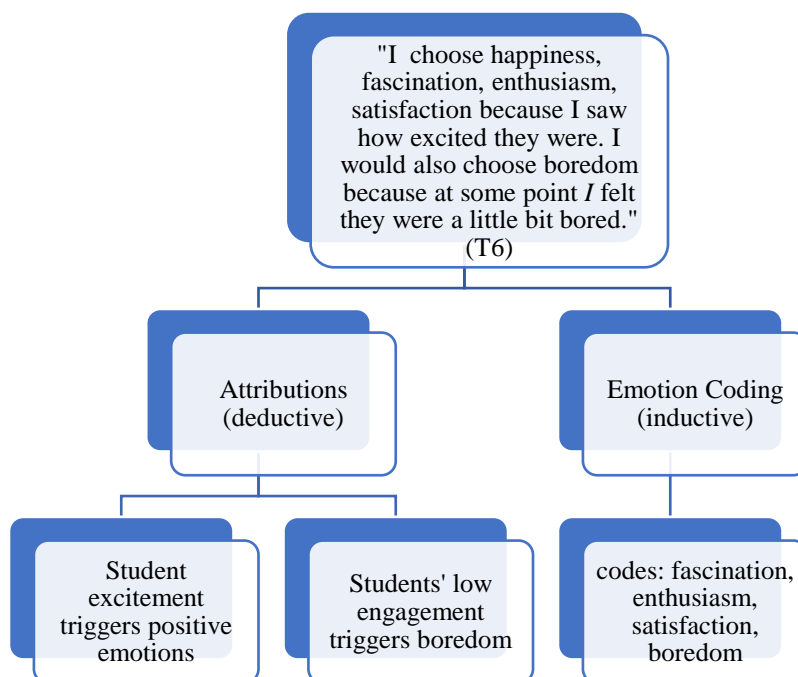 "I choose happiness,
fascination, enthusiasm,
satisfaction because I saw
how excited they were. I
would also choose boredom
because at some point I felt
they were a little bit bored."
(T6)
Attributions
(deductive)
Emotion Coding
(inductive)
Student
excitement
triggers positive
emotions
Students' low
engagement
triggers boredom
codes: fascination,
enthusiasm,
satisfaction,
boredom